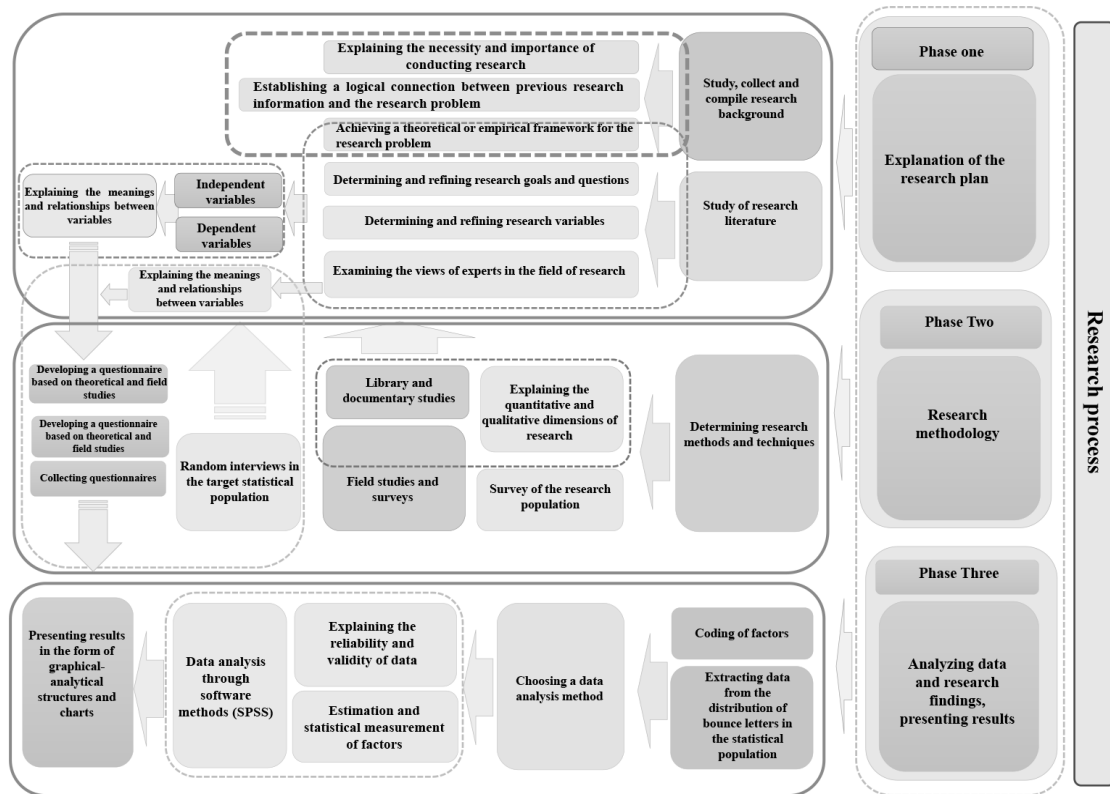 Research process
Phase one
Explanation of the
research plan
Study, collect and
compile research
background
Explaining the necessity and importance of
conducting research
Establishing a logical connection between previous research
information and the research problem
Achieving a theoretical or empirical framework for the
research problem
Study of research
literature
Determining and refining research goals and questions
Determining and refining research variables
Examining the views of experts in the field of research
Independent
variables
Dependent
variables
Explaining the meanings
and relationships between
variables
Explaining the meanings
and relationships
between variables
Phase Two
Research
methodology
Determining research
methods and techniques
Library and
documentary studies
Explaining the
quantitative and
qualitative dimensions of
research
Field studies and
surveys
Survey of the research
population
Random interviews in
the target statistical
population
Developing a questionnaire
based on theoretical and field
studies
Developing a questionnaire
based on theoretical and
field studies
Collecting questionnaires
Phase Three
Analyzing data
and research
findings,
presenting results
Coding of factors
Extracting data
from the
distribution of
bounce letters in
the statistical
population
Choosing a data
analysis method
Explaining the
reliability and
validity of data
Estimation and
statistical measurement
of factors
Data analysis
through
software
methods (SPSS)
Presenting results
in the form of
graphical-
analytical
structures and
charts